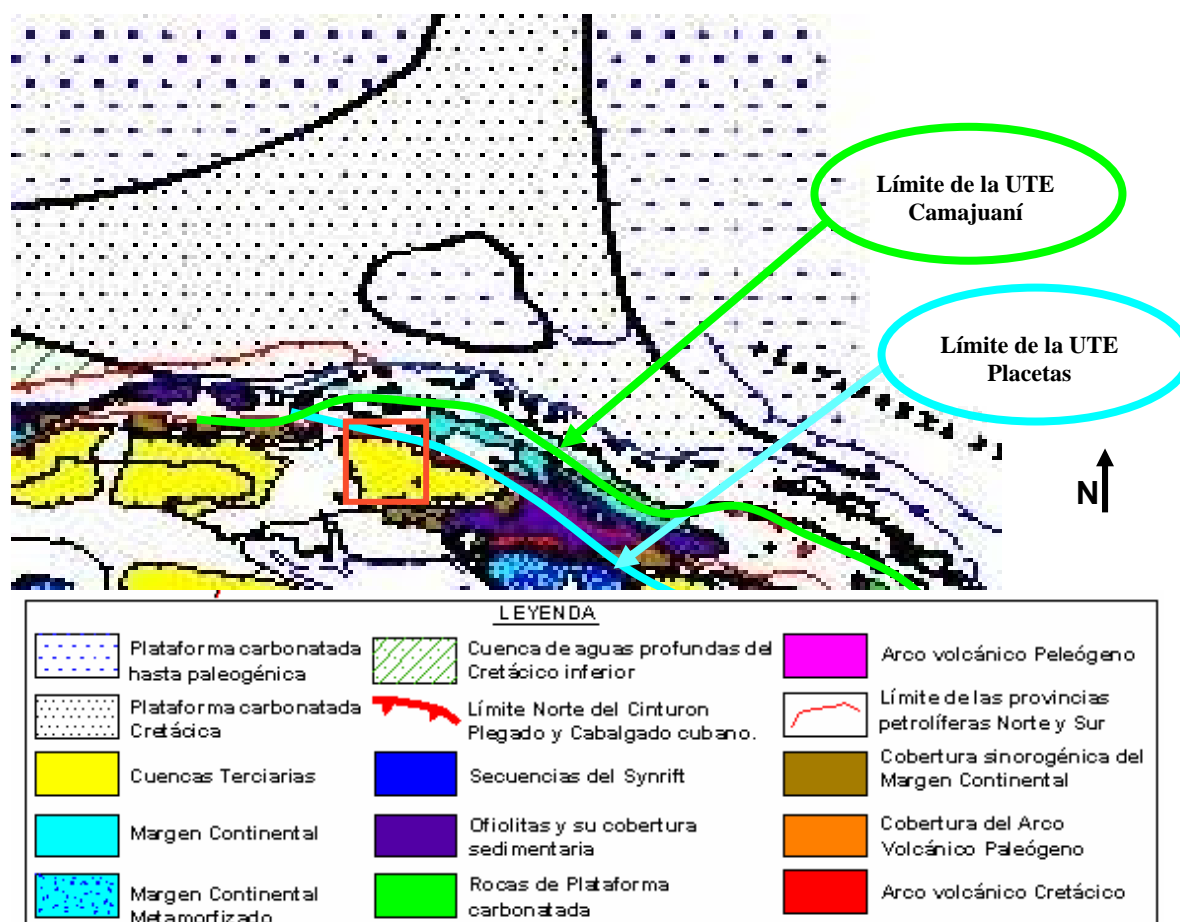 Límite de la UTE
Camajuaní
Límite de la UTE
Placetas
N
LEYENDA
Plataforma carbonatada
hasta paleogénica
Plataforma carbonatada
Cretácica
Cuencas Terciarias
Margen Continental
Margen Continental
Metamorfizado
Cuenca de aguas profundas del
Cretácico inferior
Límite Norte del Cinturon
Plegado y Cabalgado cubano.
Secuencias del Synrift
Ofiolitas y su cobertura
sedimentaria
Rocas de Plataforma
carbonatada
Arco volcánico Peleógeno
Límite de las provincias
petrolíferas Norte y Sur
Cobertura sinorogénica del
Margen Continental
Cobertura del Arco
Volcánico Paleógeno
Arco volcánico Cretácico